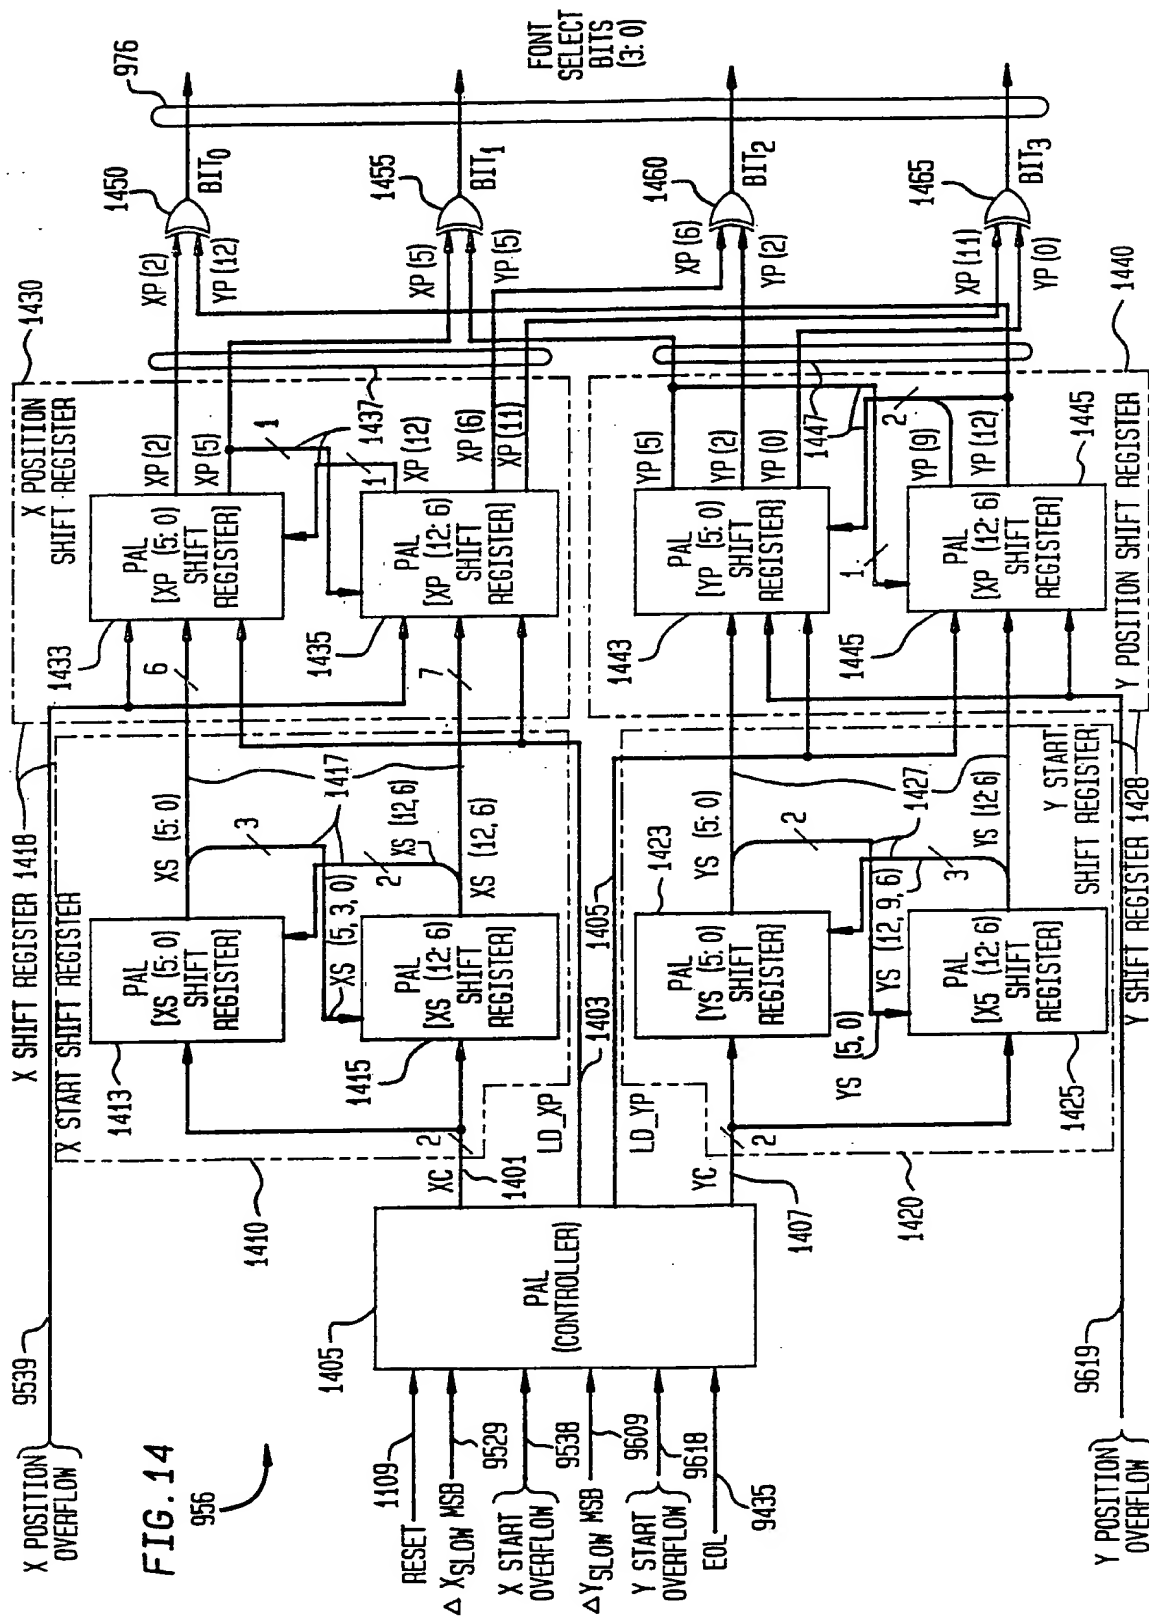 FIG. 14
956
X POSITION
OVERFLOW
9539
X SHIFT REGISTER 1418
X START SHIFT REGISTER
1410
1413
PAL
[XS (5:0)
SHIFT
REGISTER]
XS (5:0)
3
1417
XS (5, 3, 0)
2
XS (12,6)
1415
PAL
[XS (12:6)
SHIFT
REGISTER]
XS (12,6)
X POSITION
SHIFT REGISTER
1430
1433
6
PAL
[XP (5:0)
SHIFT
REGISTER]
XP(2)
XP(5)
1
1437
1
XP(12)
1435
7
PAL
[XP (12:6)
SHIFT
REGISTER]
XP(6)
XP(11)
1405
PAL
(CONTROLLER)
RESET
1109
Δ XSLOW MSB
9529
X START
OVERFLOW
9538
ΔYSLOW MSB
9609
Y START
OVERFLOW
9618
EOL
9435
XC
2
1401
LD_XP
1403
LD_YP
1405
YC
2
1407
1420
1423
PAL
[YS (5:0)
SHIFT
REGISTER]
YS (5:0)
2
1427
YS (12,9,6)
3
YS (5,0)
1425
PAL
[X5 (12:6)
SHIFT
REGISTER]
YS (12:6)
Y START
SHIFT REGISTER
Y SHIFT REGISTER 1428
1443
PAL
[YP (5:0)
SHIFT
REGISTER]
YP(5)
YP(2)
YP(0)
1447
2
1
YP(9)
YP(12)
1445
PAL
[XP (12:6)
SHIFT
REGISTER]
1445
Y POSITION SHIFT REGISTER
1440
Y POSITION
OVERFLOW
9619
XP(2)
YP(12)
1450
BIT0
XP(5)
YP(5)
1455
BIT1
XP(6)
YP(2)
1460
BIT2
XP(11)
YP(0)
1465
BIT3
976
FONT
SELECT
BITS
(3:0)